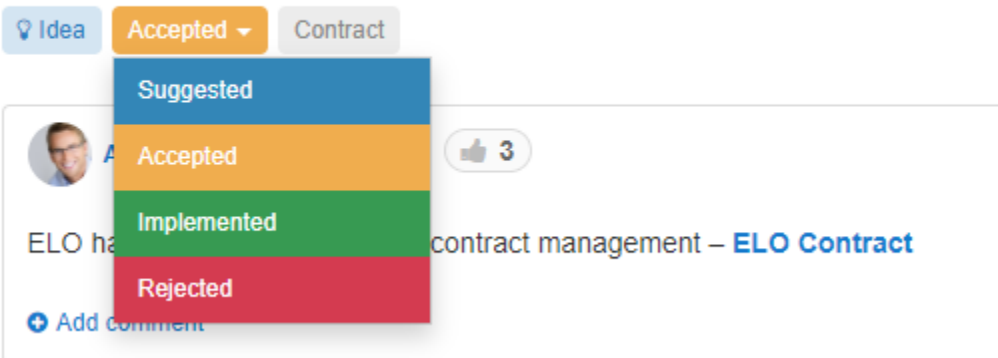 Idea Accepted Contract
Suggested
Accepted
Implemented
Rejected
A
3
ELO ha contract management – ELO Contract
Add comment